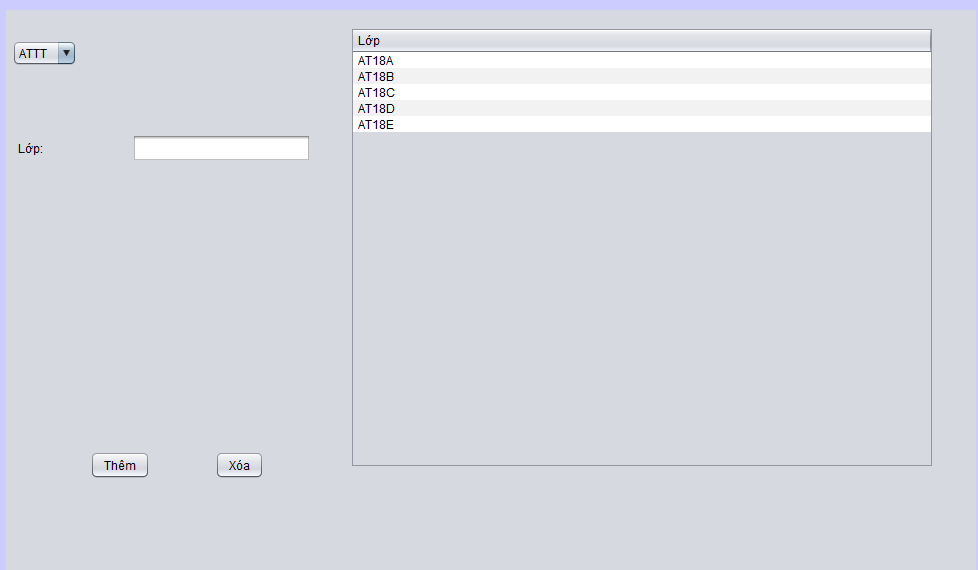 ATTT
Lớp:
Thêm
Xóa
Lớp
AT18A
AT18B
AT18C
AT18D
AT18E